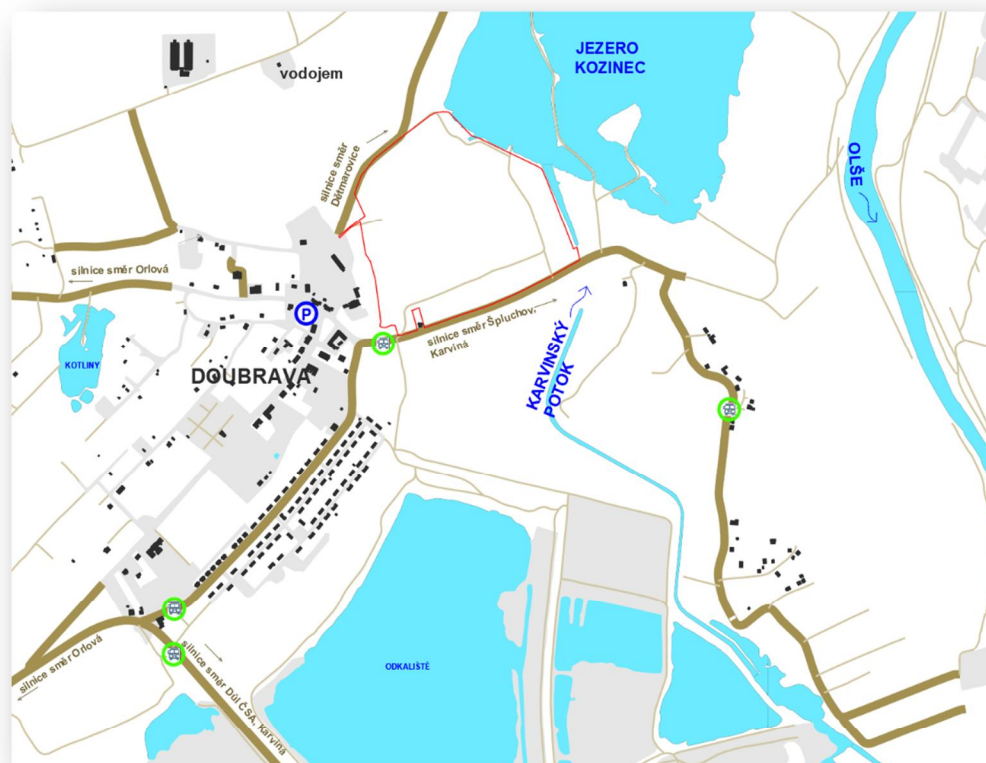 JEZERO
KOZINEC
vodojem
OLŠE
silnice směr
Dětmarovice
silnice směr Orlová
P
silnice směr Špluchov,
Karviná
KOTLINY
DOUBRAVA
KARVINSKÝ
POTOK
silnice směr Orlová
silnice směr Důl ČSA, Karviná
ODKALIŠTĚ